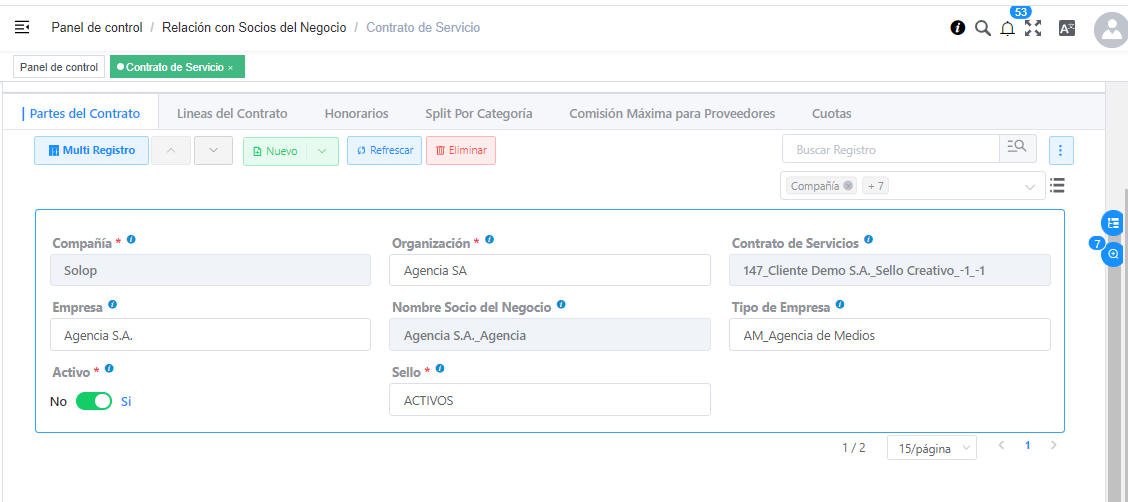 53
Panel de control / Relación con Socios del Negocio / Contrato de Servicio
Panel de control Contrato de Servicio ×
Partes del Contrato Lineas del Contrato Honorarios Split Por Categoría Comisión Máxima para Proveedores Cuotas
Multi Registro Nuevo Refrescar Eliminar Buscar Registro
Compañía + 7
Compañía * Organización * Contrato de Servicios
Solop Agencia SA 147_Cliente Demo S.A._Sello Creativo_-1_-1
7
Empresa Nombre Socio del Negocio Tipo de Empresa
Agencia S.A. Agencia S.A._Agencia AM_Agencia de Medios
Activo * Sello *
No Si ACTIVOS
1 / 2 15/página 1